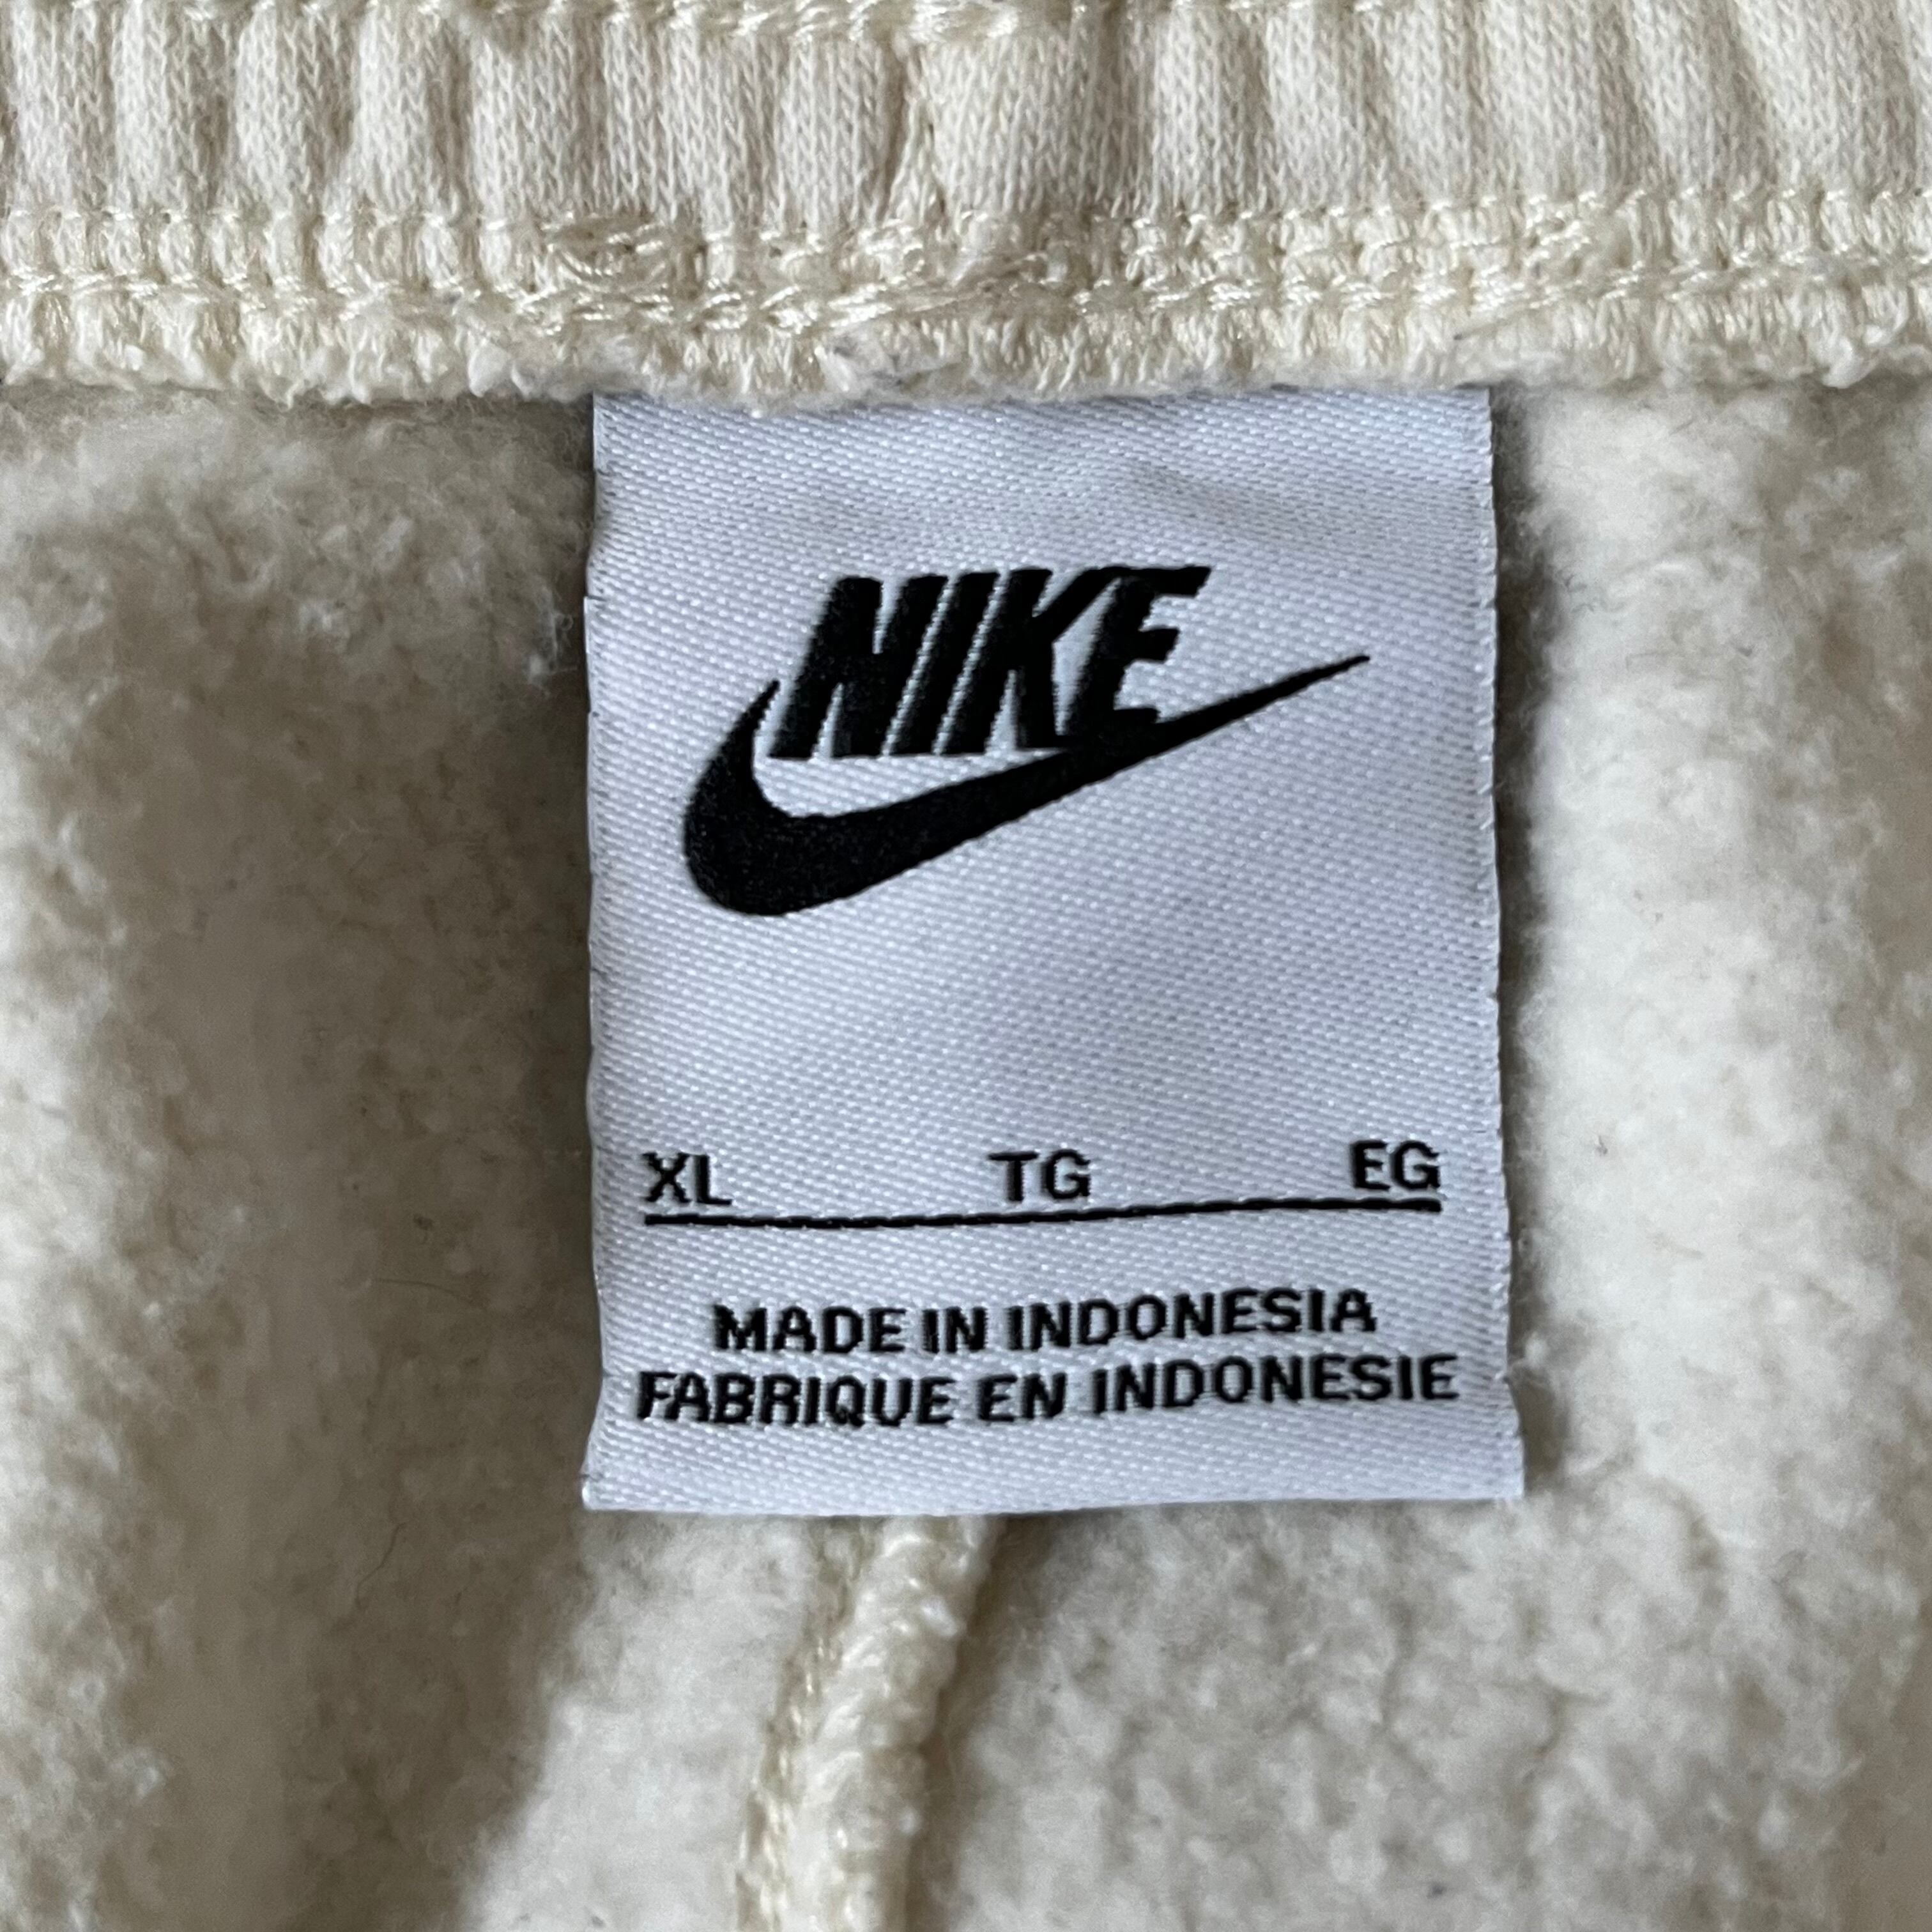 NIKE
XL TG EG
MADE IN INDONESIA
FABRIQUE EN INDONESIE